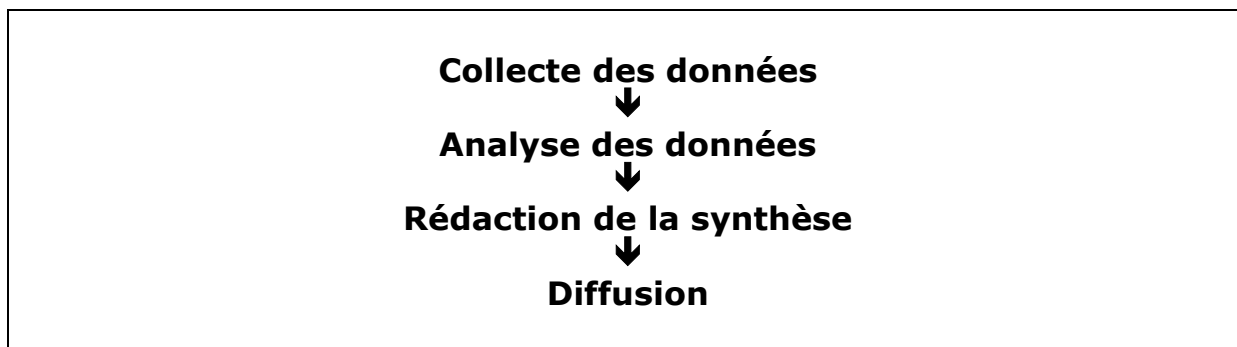 Collecte des données
🡻
Analyse des données
🡻
Rédaction de la synthèse
🡻
Diffusion